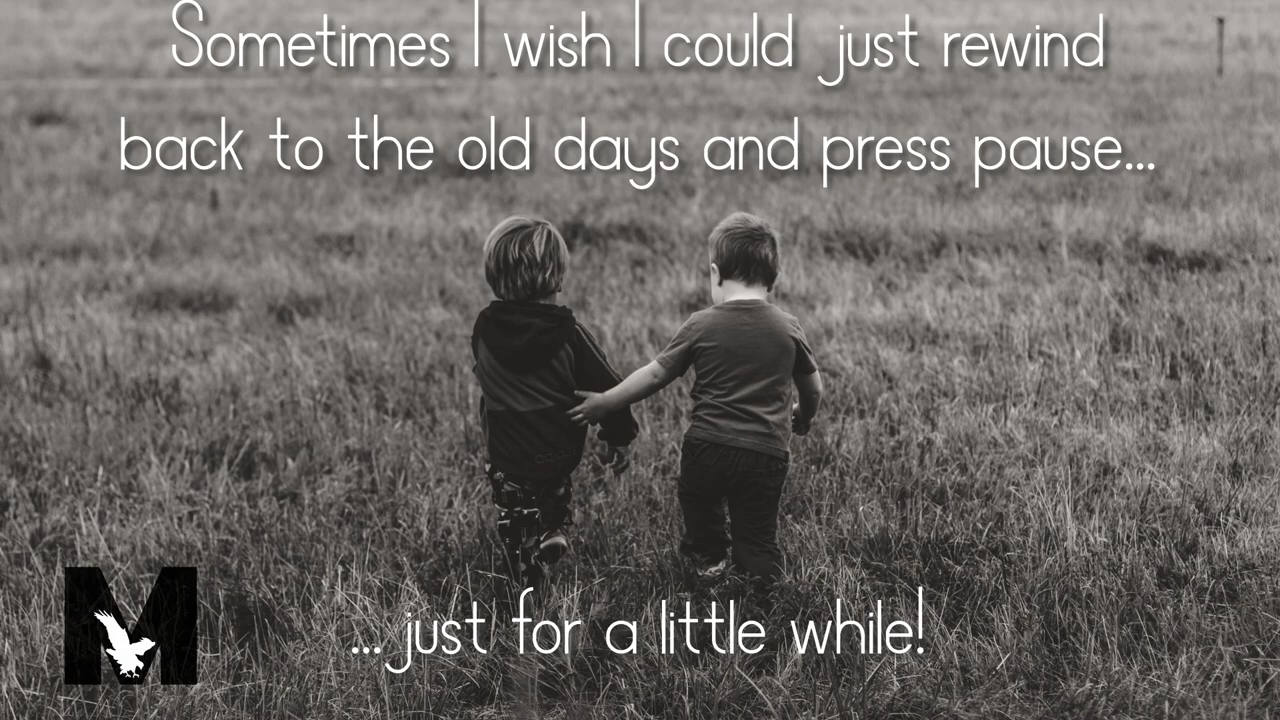 Sometimes I wish I could just rewind
back to the old days and press pause...
...just for a little while!
M